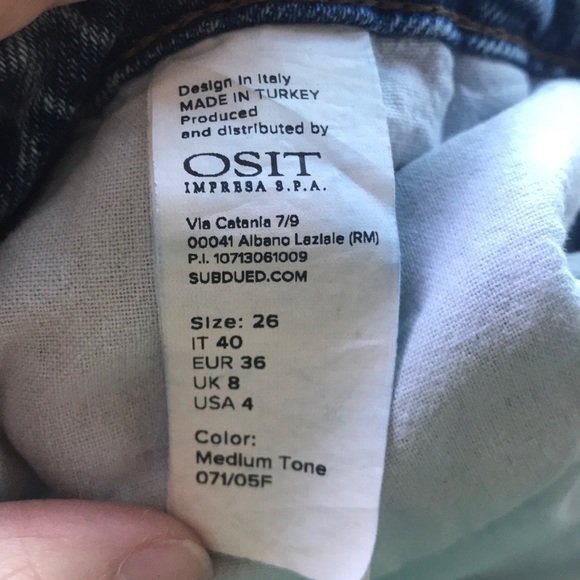 Design in Italy
MADE IN TURKEY
Produced
and distributed by
OSIT
IMPRESA S.P.A.
Via Catania 7/9
00041 Albano Laziale (RM)
P.I. 10713061009
SUBDUED.COM
Size: 26
IT 40
EUR 36
UK 8
USA 4
Color:
Medium Tone
071/05F